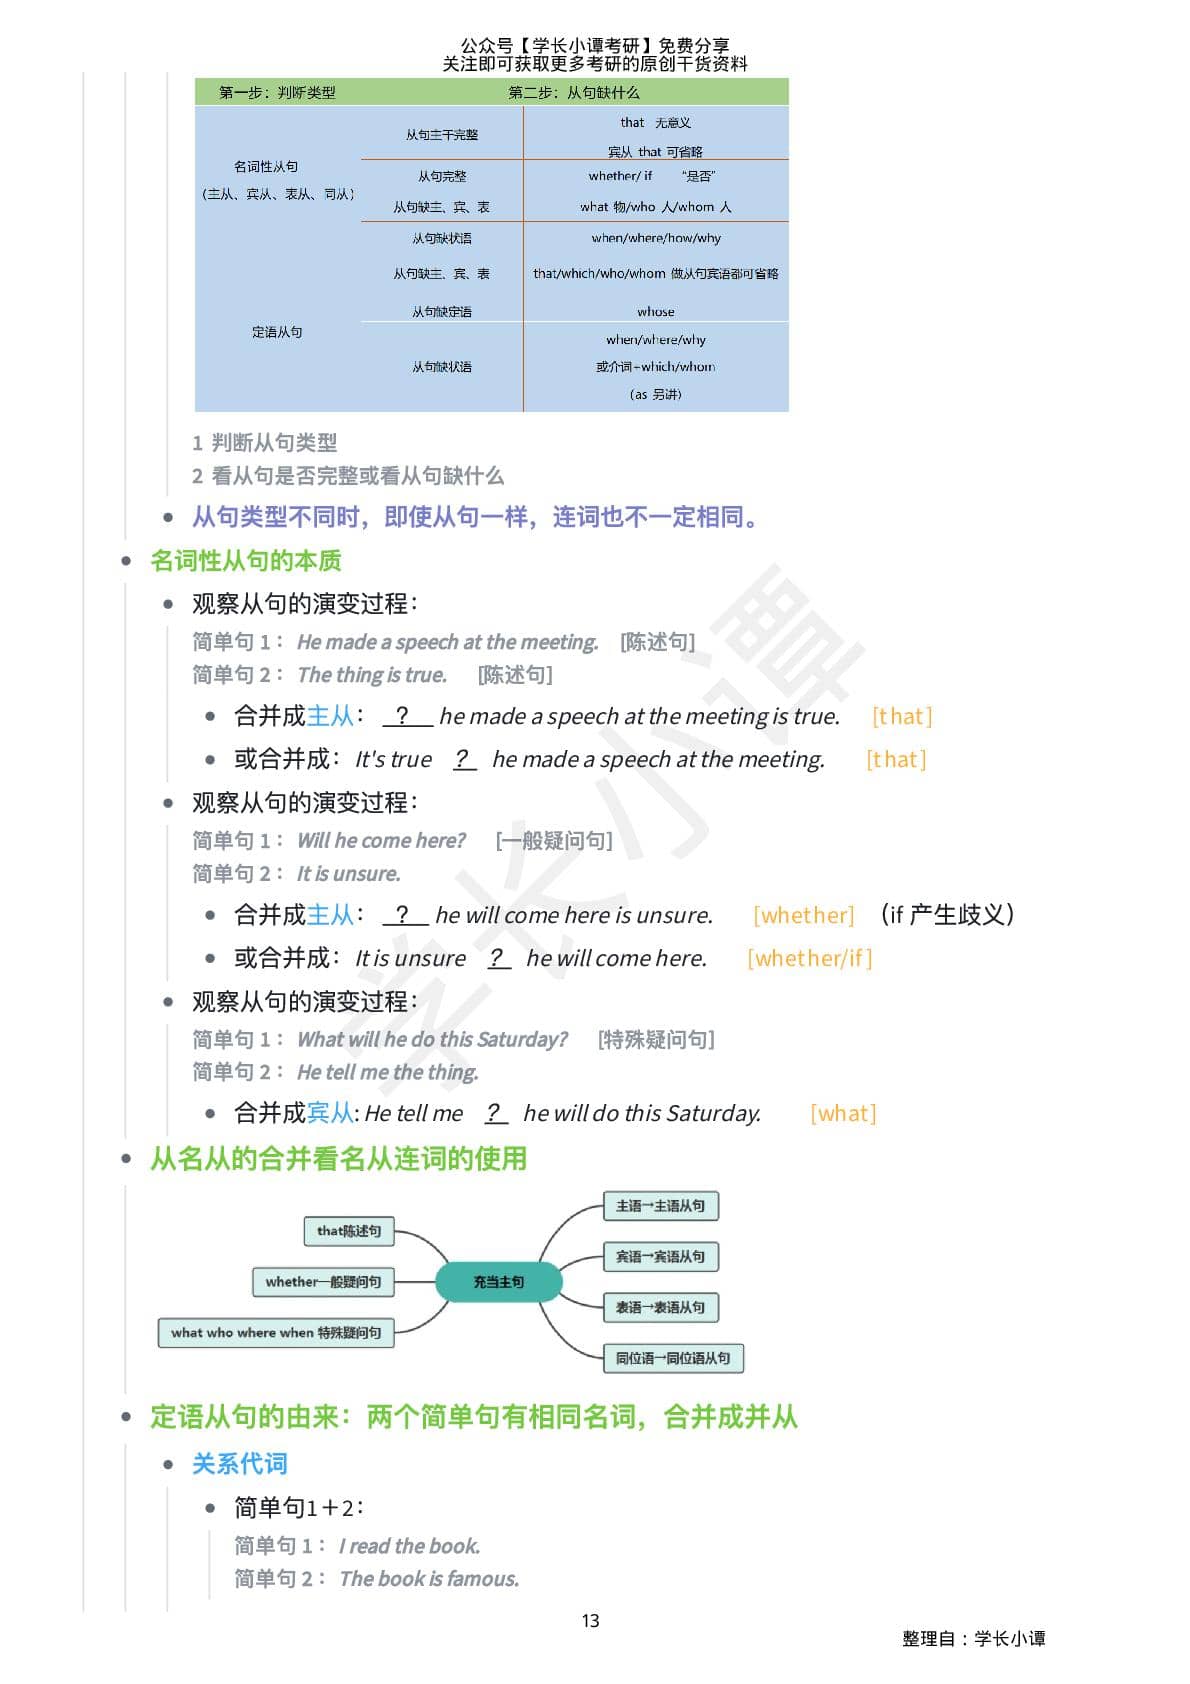 公众号【学长小谭考研】免费分享
关注即可获取更多考研的原创干货资料
第一步：判断类型 第二步：从句缺什么
名词性从句
（主从、宾从、表从、同从）
从句主干完整 that 无意义
宾从 that 可省略
从句完整 whether/ if “是否”
从句缺主、宾、表 what 物/who 人/whom 人
从句缺状语 when/where/how/why
定语从句
从句缺主、宾、表 that/which/who/whom 做从句宾语都可省略
从句缺定语 whose
从句缺状语 when/where/why
或介词+which/whom
(as 另讲)
1 判断从句类型
2 看从句是否完整或看从句缺什么
从句类型不同时，即使从句一样，连词也不一定相同。
名词性从句的本质
观察从句的演变过程：
简单句 1： He made a speech at the meeting. [陈述句]
简单句 2： The thing is true. [陈述句]
合并成主从： ? he made a speech at the meeting is true. [that]
或合并成：It's true ? he made a speech at the meeting. [that]
观察从句的演变过程：
简单句 1： Will he come here? [一般疑问句]
简单句 2： It is unsure.
合并成主从： ? he will come here is unsure. [whether] （if 产生歧义）
或合并成：It is unsure ? he will come here. [whether/if]
观察从句的演变过程：
简单句 1： What will he do this Saturday? [特殊疑问句]
简单句 2： He tell me the thing.
合并成宾从: He tell me ? he will do this Saturday. [what]
从名从的合并看名从连词的使用
that陈述句
whether一般疑问句
what who where when 特殊疑问句
充当主句
主语→主语从句
宾语→宾语从句
表语→表语从句
同位语→同位语从句
定语从句的由来：两个简单句有相同名词，合并成并从
关系代词
简单句1＋2：
简单句 1： I read the book.
简单句 2： The book is famous.
13
整理自：学长小谭
学长小谭